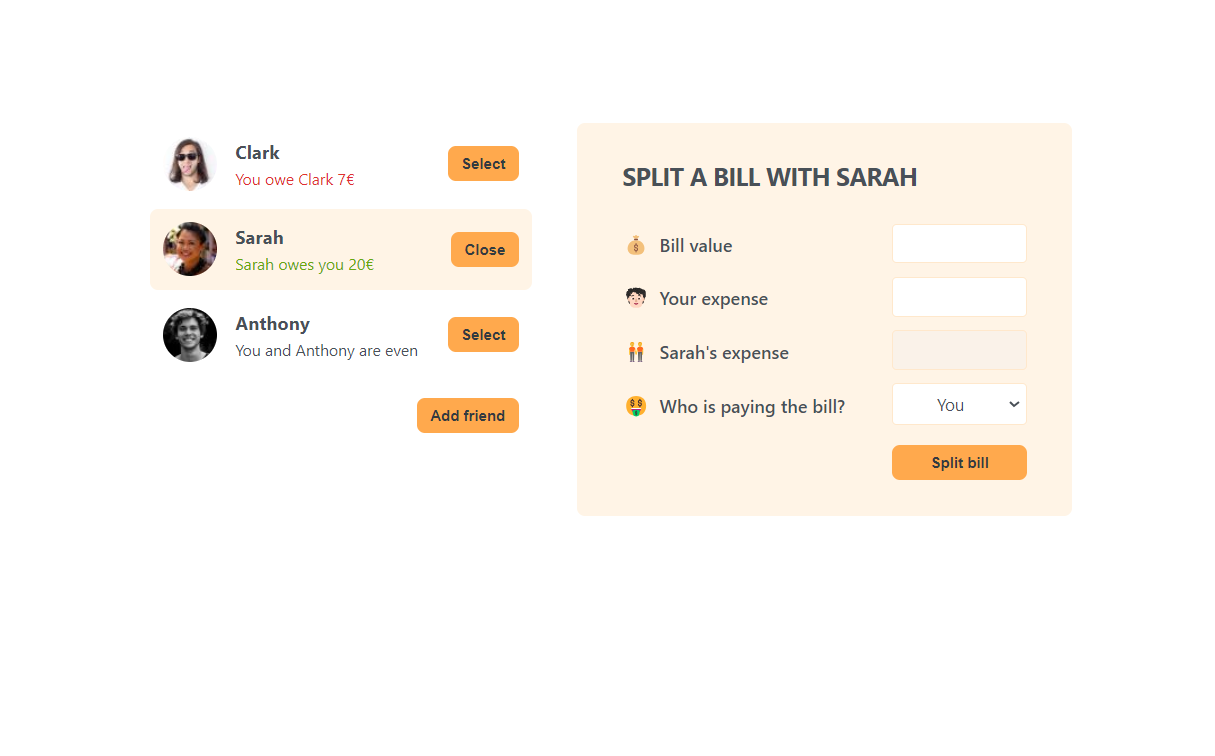 Clark
You owe Clark 7€
Select
Sarah
Sarah owes you 20€
Close
Anthony
You and Anthony are even
Select
Add friend
SPLIT A BILL WITH SARAH
💰 Bill value
🧑🏻 Your expense
🧑‍🤝‍🧑 Sarah's expense
🤑 Who is paying the bill?
You
Split bill